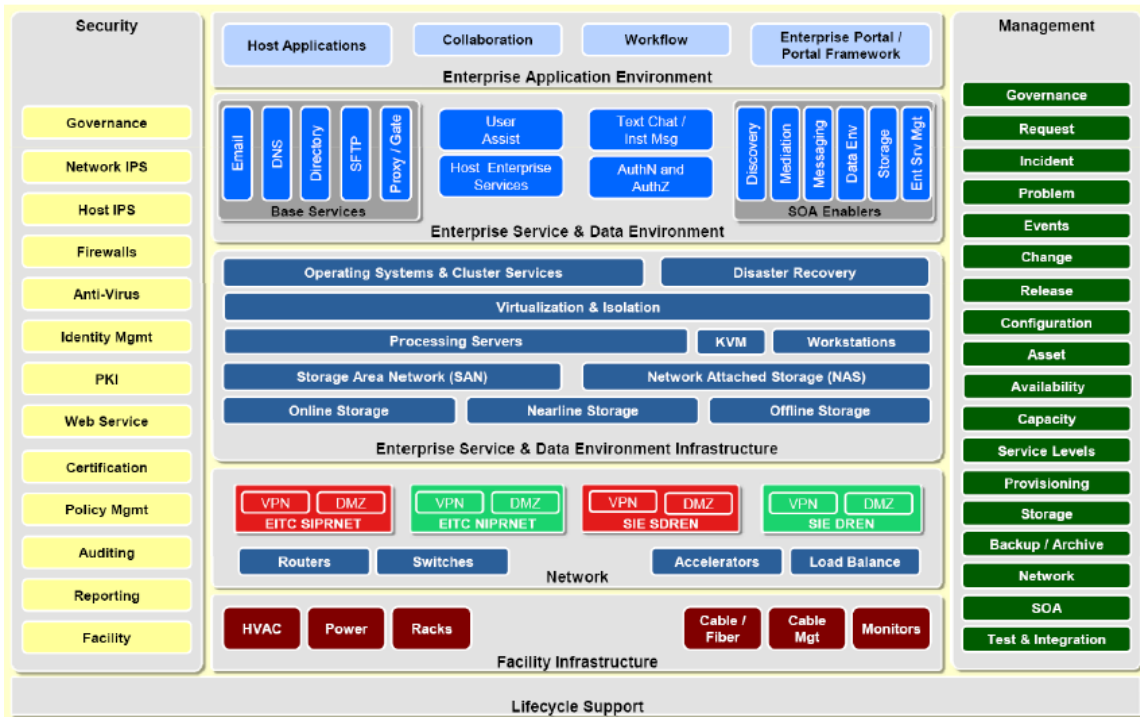 Security
Governance
Network IPS
Host IPS
Firewalls
Anti-Virus
Identity Mgmt
PKI
Web Service
Certification
Policy Mgmt
Auditing
Reporting
Facility
Host Applications
Collaboration
Workflow
Enterprise Portal /
Portal Framework
Enterprise Application Environment
Email
DNS
Directory
SFTP
Proxy / Gate
Base Services
User
Assist
Text Chat /
Inst Msg
Host Enterprise
Services
AuthN and
AuthZ
Discovery
Mediation
Messaging
Data Env
Storage
Ent Srv Mgt
SOA Enablers
Enterprise Service & Data Environment
Operating Systems & Cluster Services
Disaster Recovery
Virtualization & Isolation
Processing Servers
KVM
Workstations
Storage Area Network (SAN)
Network Attached Storage (NAS)
Online Storage
Nearline Storage
Offline Storage
Enterprise Service & Data Environment Infrastructure
VPN
DMZ
EITC SIPRNET
VPN
DMZ
EITC NIPRNET
VPN
DMZ
SIE SDREN
VPN
DMZ
SIE DREN
Routers
Switches
Accelerators
Load Balance
Network
HVAC
Power
Racks
Cable /
Fiber
Cable
Mgt
Monitors
Facility Infrastructure
Management
Governance
Request
Incident
Problem
Events
Change
Release
Configuration
Asset
Availability
Capacity
Service Levels
Provisioning
Storage
Backup / Archive
Network
SOA
Test & Integration
Lifecycle Support